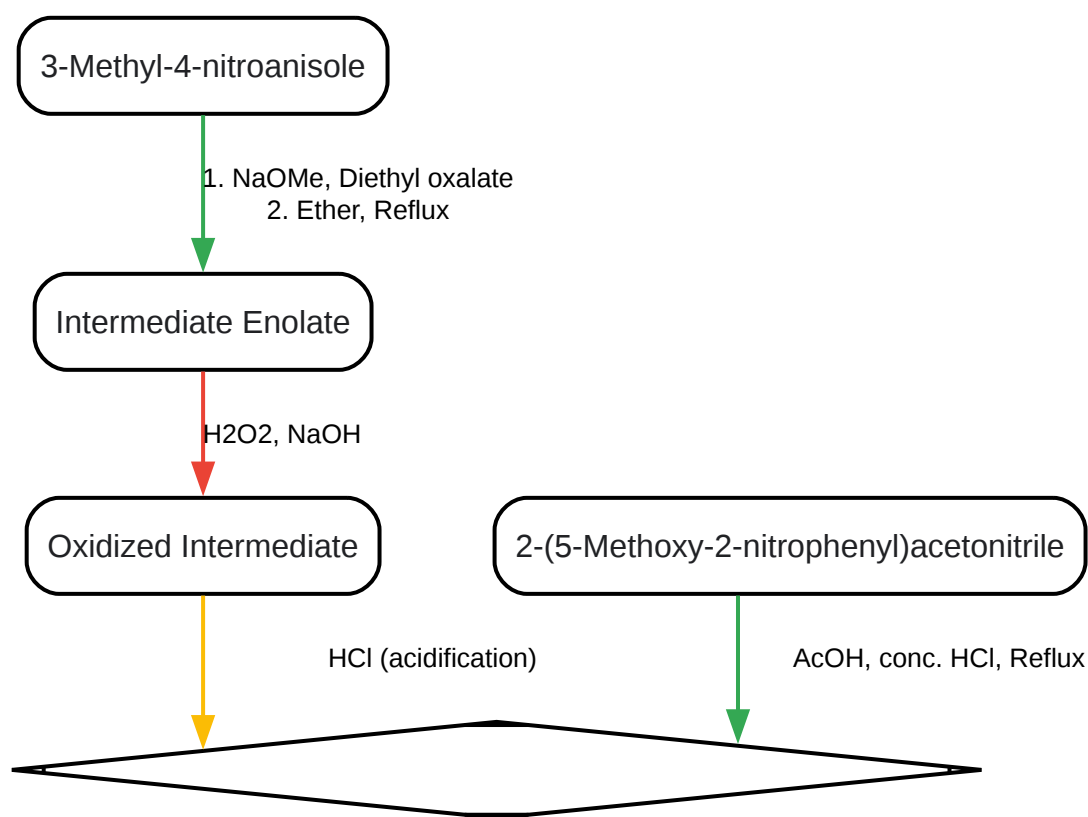 3-Methyl-4-nitroanisole
1. NaOMe, Diethyl oxalate
2. Ether, Reflux
Intermediate Enolate
H2O2, NaOH
Oxidized Intermediate
2-(5-Methoxy-2-nitrophenyl)acetonitrile
HCl (acidification)
AcOH, conc. HCl, Reflux